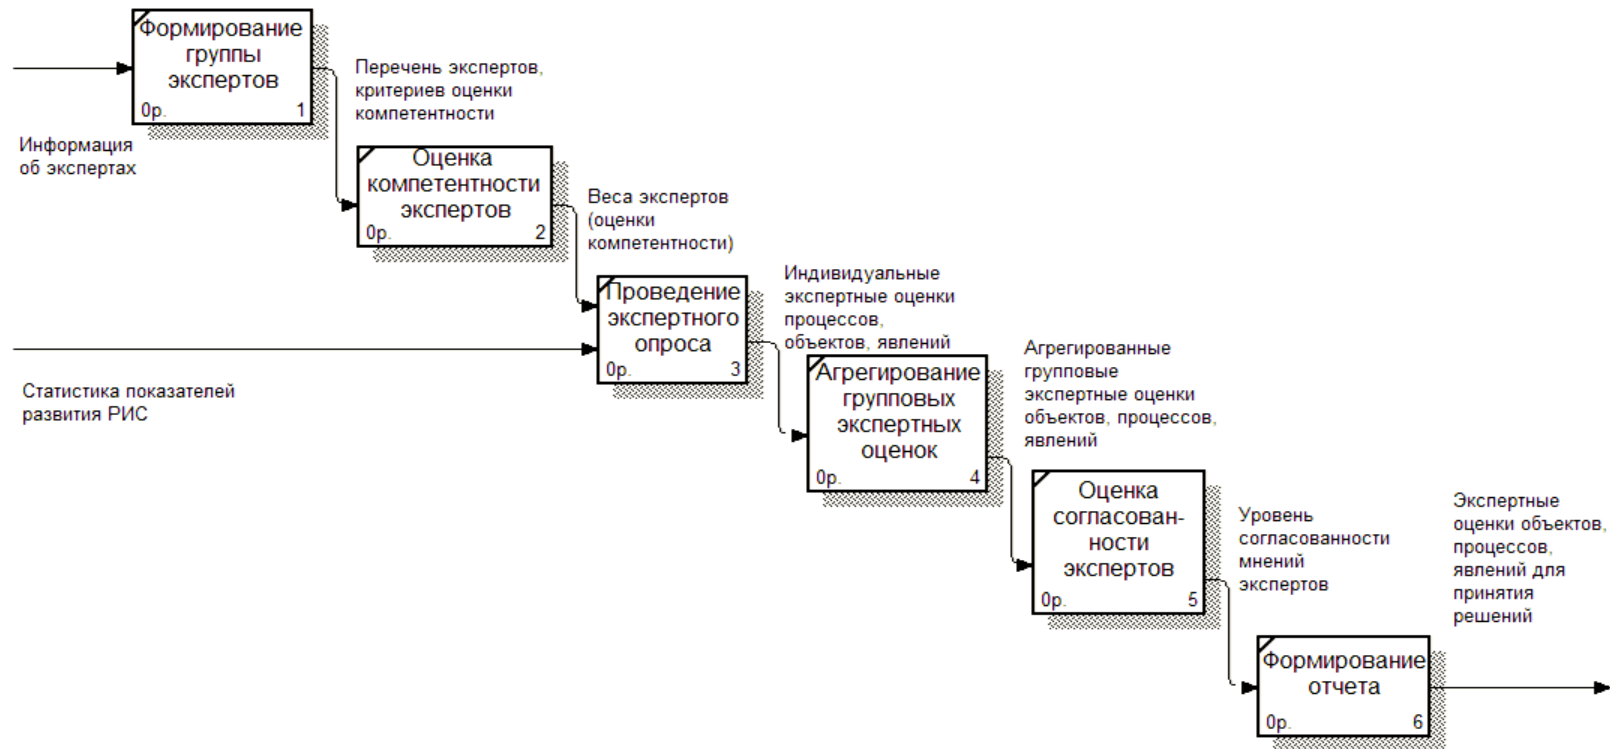 Формирование
группы
экспертов
0р.
1
Информация
об экспертах
Перечень экспертов,
критериев оценки
компетентности
Оценка
компетентности
экспертов
0р.
2
Веса экспертов
(оценки
компетентности)
Проведение
экспертного
опроса
0р.
3
Статистика показателей
развития РИС
Индивидуальные
экспертные оценки
процессов,
объектов, явлений
Агрегирование
групповых
экспертных
оценок
0р.
4
Агрегированные
групповые
экспертные оценки
объектов, процессов,
явлений
Оценка
согласован-
ности
экспертов
0р.
5
Уровень
согласованности
мнений
экспертов
Формирование
отчета
0р.
6
Экспертные
оценки объектов,
процессов,
явлений для
принятия
решений